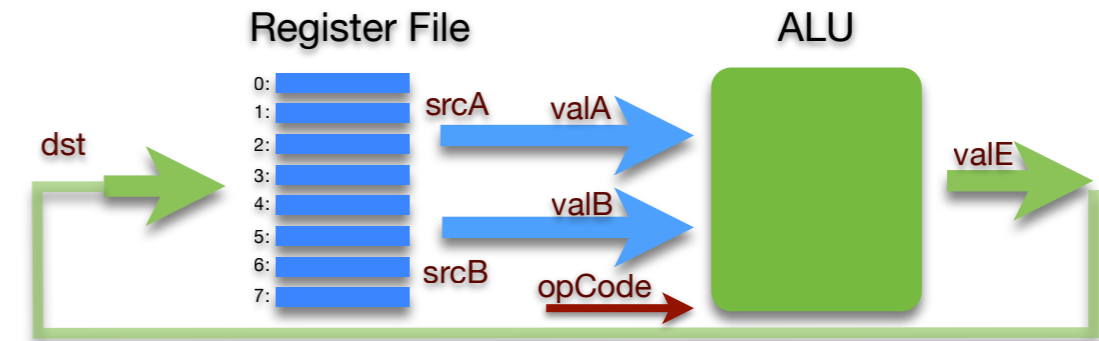 Register File
ALU
0:
1:
2:
3:
4:
5:
6:
7:
dst
srcA
valA
valB
srcB
opCode
valE